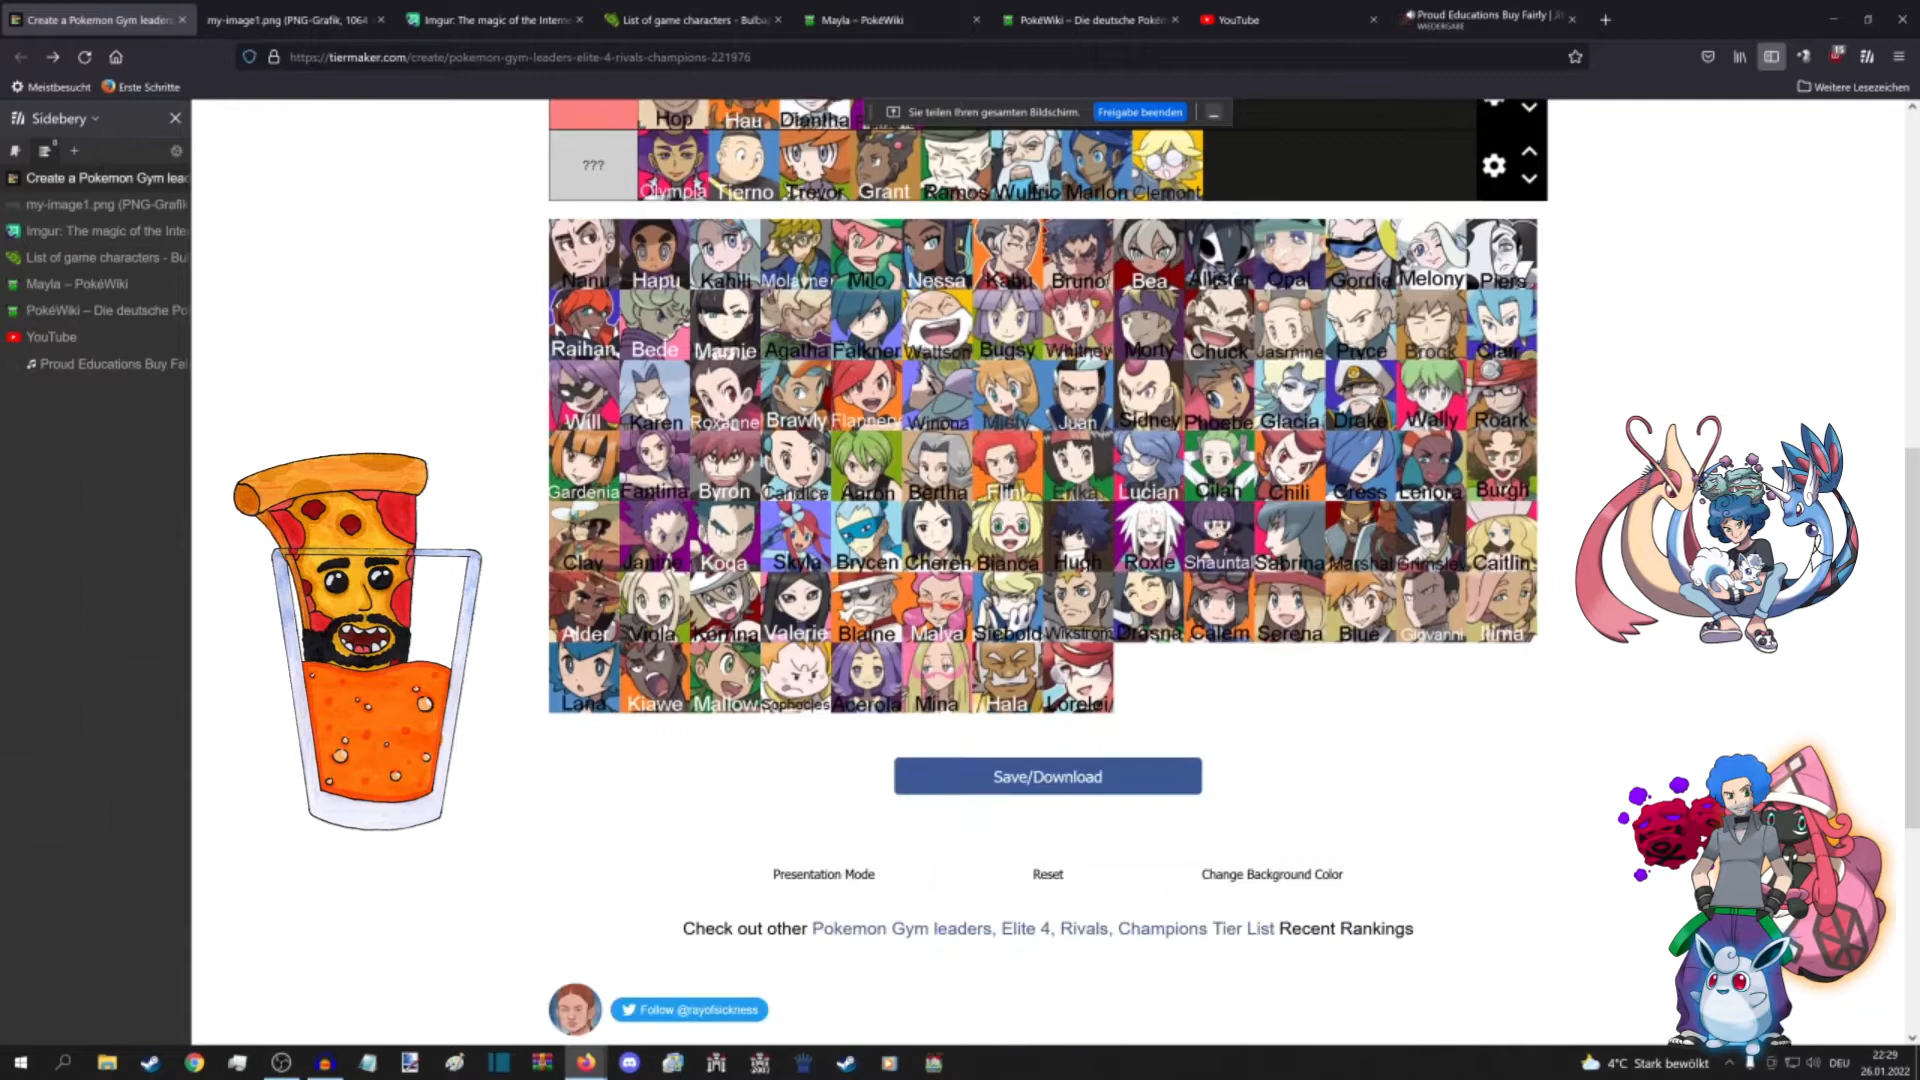 Create a Pokemon Gym leaders
my-image1.png (PNG-Grafik, 1064
Imgur: The magic of the Interne
List of game characters - Bulba
Mayla – PokéWiki
PokéWiki – Die deutsche Pokém
YouTube
Proud Educations Buy Fairly |
WIEDERGABE
https://tiermaker.com/create/pokemon-gym-leaders-elite-4-rivals-champions-221976
15
Meistbesucht Erste Schritte
Weitere Lesezeichen
Sidebery
Sie teilen Ihren gesamten Bildschirm. Freigabe beenden
Hop Hau Diantha
Create a Pokemon Gym lead
my-image1.png (PNG-Grafik
Imgur: The magic of the Inte
List of game characters - Bu
Mayla – PokéWiki
PokéWiki – Die deutsche Po
YouTube
Proud Educations Buy Fai
???
Olympia Tierno Trevor Grant Ramos Wulfric Marlon Clemont
Nanu Hapu Kahili Molayne Milo Nessa Kabu Bruno Bea Allister Opal Gordie Melony Piers
Raihan Bede Marnie Agatha Falkner Wattson Bugsy Whitney Morty Chuck Jasmine Pryce Brock Clair
Will Karen Roxanne Brawly Flannery Winona Misty Juan Sidney Phoebe Glacia Drake Wally Roark
Gardenia Fantina Byron Candice Aaron Bertha Flint Erika Lucian Cilan Chili Cress Lenora Burgh
Clay Janine Koga Skyla Brycen Cheren Bianca Hugh Roxie Shauntal Sabrina Marshal Grimsley Caitlin
Alder Viola Korrina Valerie Blaine Malva Siebold Wikstrom Drasna Calem Serena Blue Giovanni Ilima
Lana Kiawe Mallow Sophocles Acerola Mina Hala Lorelei
Save/Download
Presentation Mode Reset Change Background Color
Check out other Pokemon Gym leaders, Elite 4, Rivals, Champions Tier List Recent Rankings
Follow @rayofsickness
4°C Stark bewölkt
DEU
22:29
26.01.2022